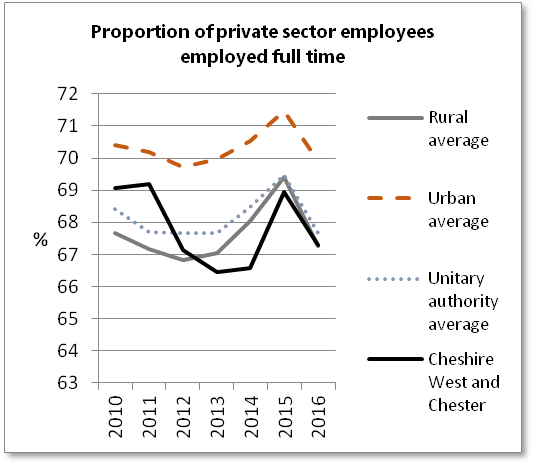 Proportion of private sector employees
employed full time
72
71
70
69
68
67
66
65
64
63
%
2010
2011
2012
2013
2014
2015
2016
Rural
average
Urban
average
Unitary
authority
average
Cheshire
West and
Chester